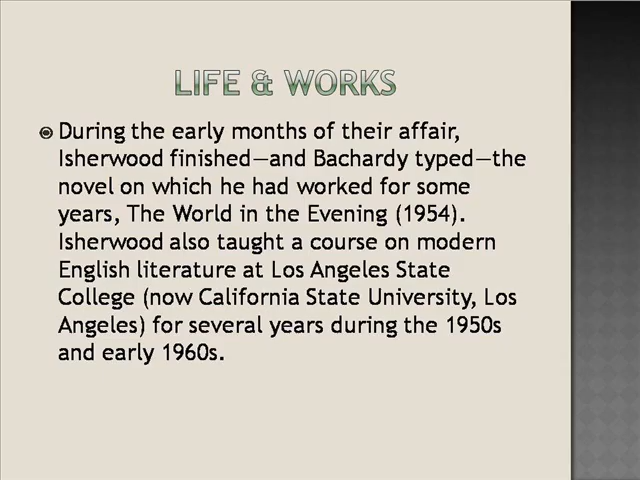 LIFE & WORKS
During the early months of their affair,
Isherwood finished—and Bachardy typed—the
novel on which he had worked for some
years, The World in the Evening (1954).
Isherwood also taught a course on modern
English literature at Los Angeles State
College (now California State University, Los
Angeles) for several years during the 1950s
and early 1960s.